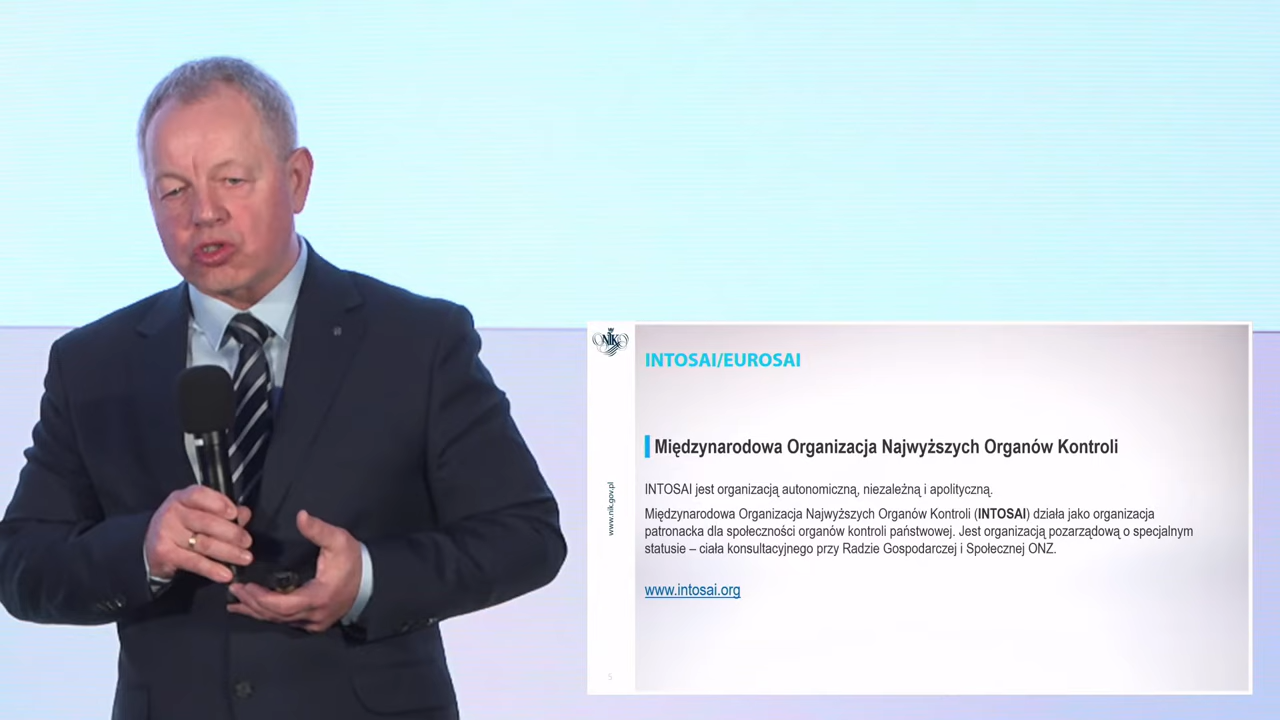 NIK
INTOSAI/EUROSAI
Międzynarodowa Organizacja Najwyższych Organów Kontroli
INTOSAI jest organizacją autonomiczną, niezależną i apolityczną.
Międzynarodowa Organizacja Najwyższych Organów Kontroli (INTOSAI) działa jako organizacja
patronacka dla społeczności organów kontroli państwowej. Jest organizacją pozarządową o specjalnym
statusie – ciała konsultacyjnego przy Radzie Gospodarczej i Społecznej ONZ.
www.intosai.org
www.nik.gov.pl
5